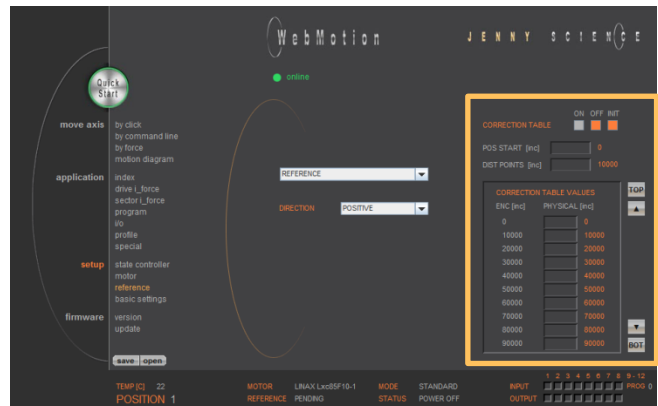 WebMotion
JENNY SCIENCE
online
Quick
Start
move axis
by click
by command line
by force
motion diagram
application
index
drive i_force
sector i_force
program
i/o
profile
special
setup
state controller
motor
reference
basic settings
firmware
version
update
save open
REFERENCE
DIRECTION POSITIVE
ON OFF INIT
CORRECTION TABLE
POS START [inc] 0
DIST POINTS [inc] 10000
CORRECTION TABLE VALUES
TOP
ENC [inc] PHYSICAL [inc]
0 0
10000 10000
20000 20000
30000 30000
40000 40000
50000 50000
60000 60000
70000 70000
80000 80000
90000 90000
BOT
TEMP [C] 22
POSITION 1
MOTOR LINAX Lxc85F10-1
REFERENCE PENDING
MODE STANDARD
STATUS POWER OFF
1 2 3 4 5 6 7 8 9-12
INPUT PROG 0
OUTPUT